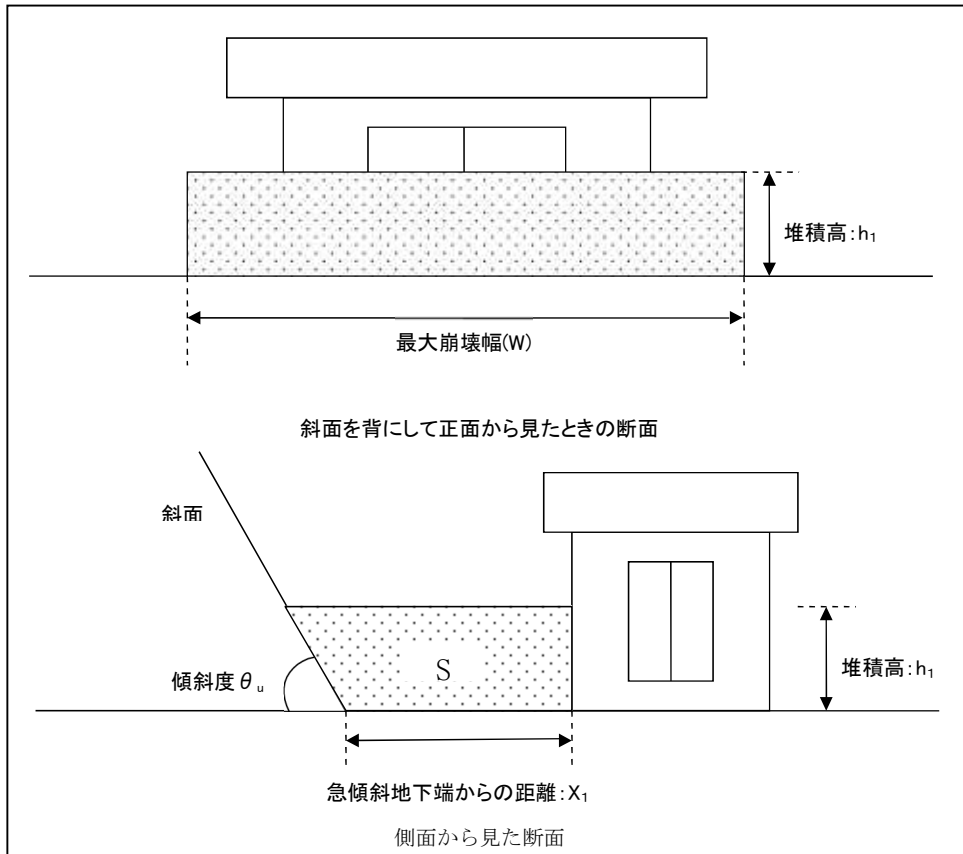 堆積高:h₁
最大崩壊幅(W)
斜面を背にして正面から見たときの断面
斜面
S
傾斜度θu
堆積高:h₁
急傾斜地下端からの距離:X₁
側面から見た断面